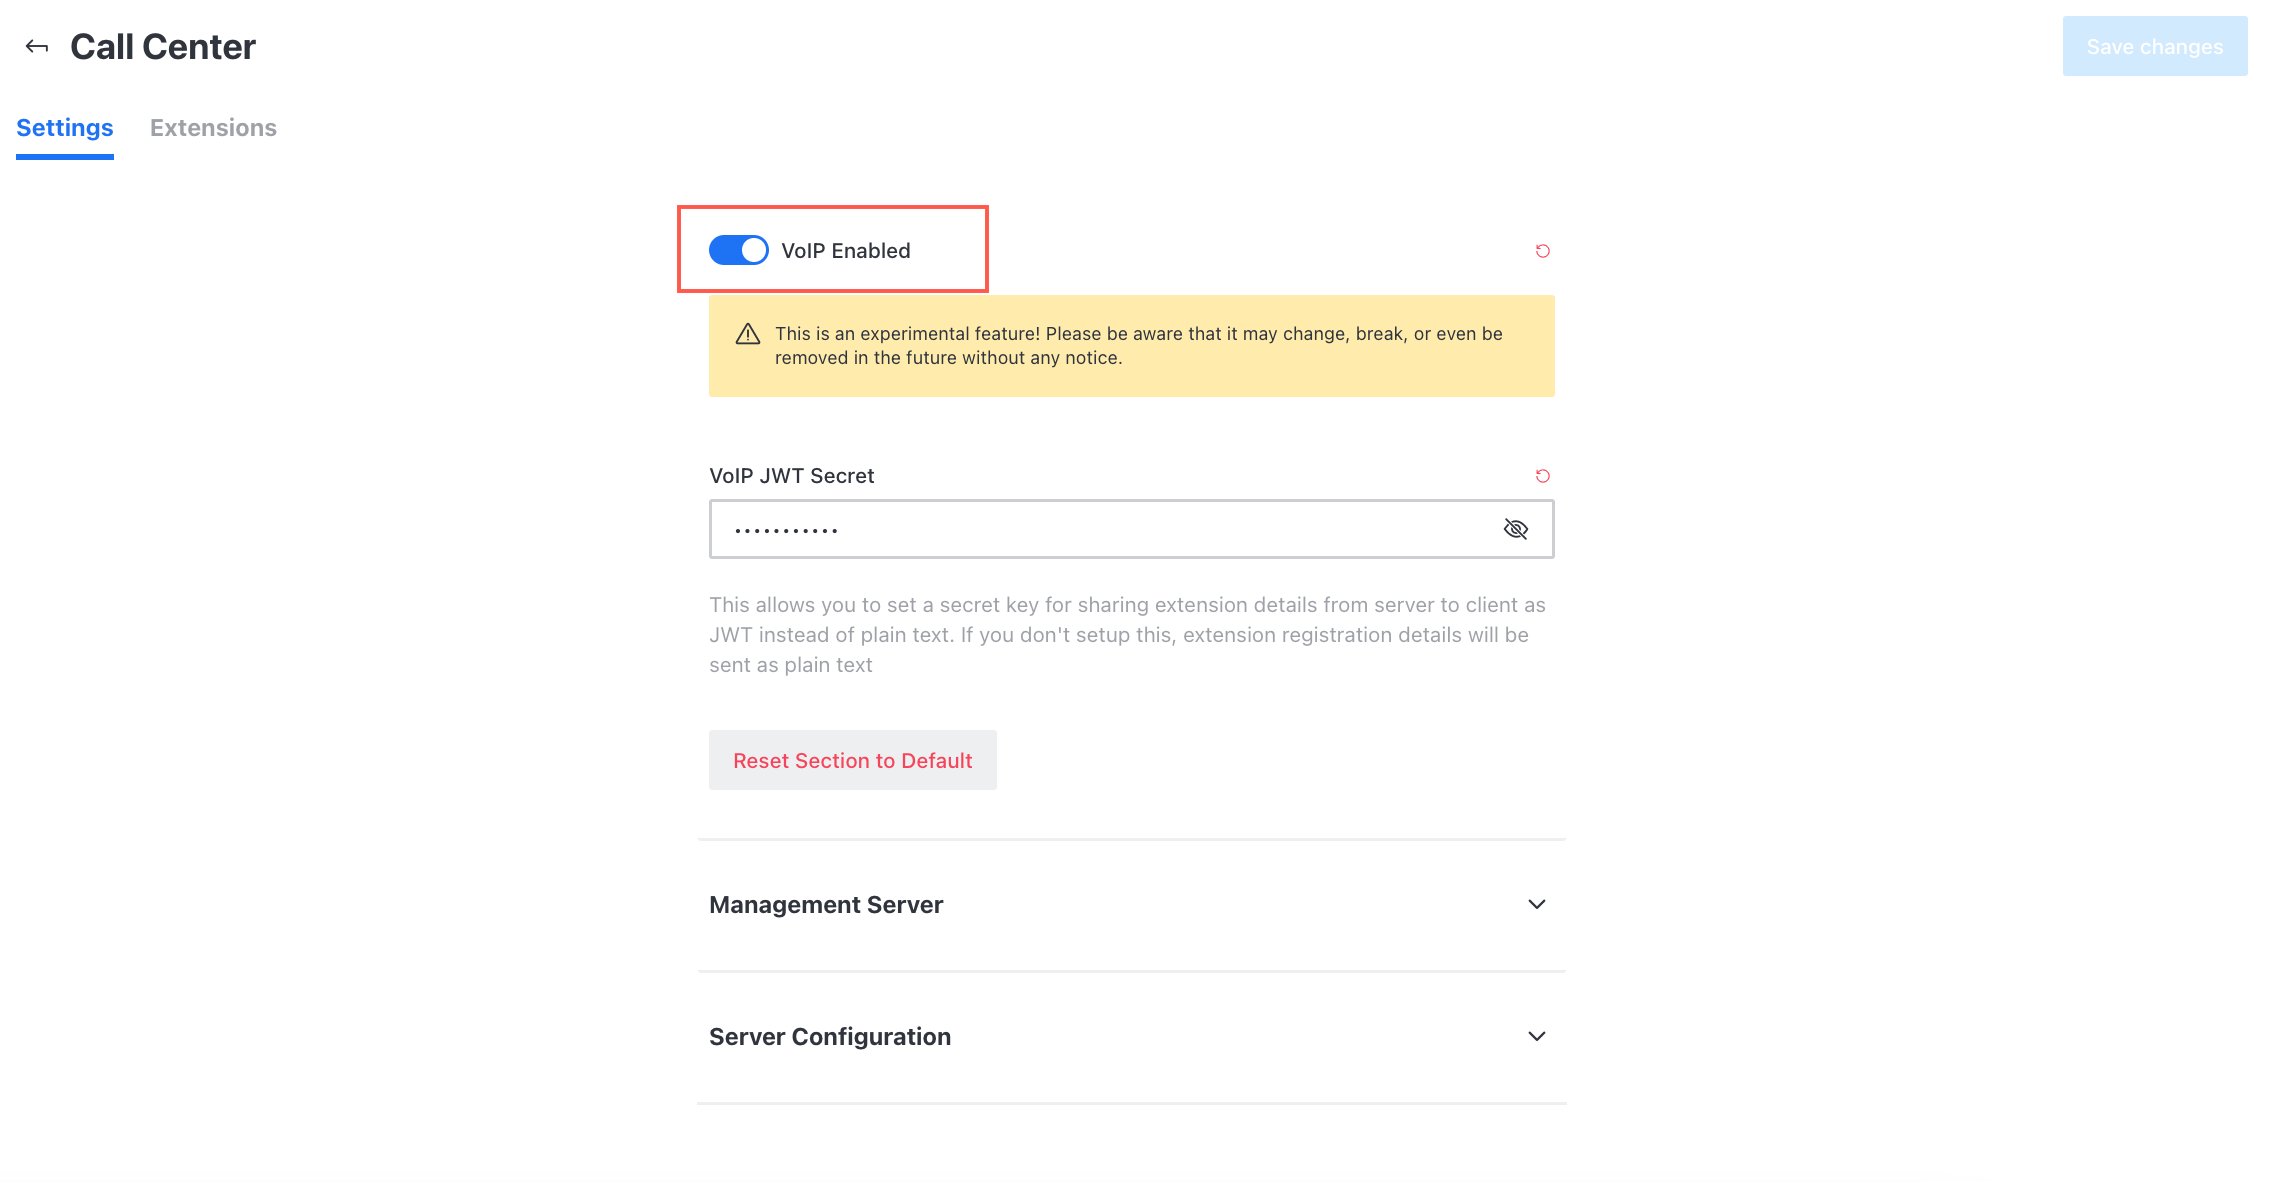 Call Center
Save changes
Settings
Extensions
VoIP Enabled
This is an experimental feature! Please be aware that it may change, break, or even be
removed in the future without any notice.
VoIP JWT Secret
•••••••••••
This allows you to set a secret key for sharing extension details from server to client as
JWT instead of plain text. If you don't setup this, extension registration details will be
sent as plain text
Reset Section to Default
Management Server
Server Configuration